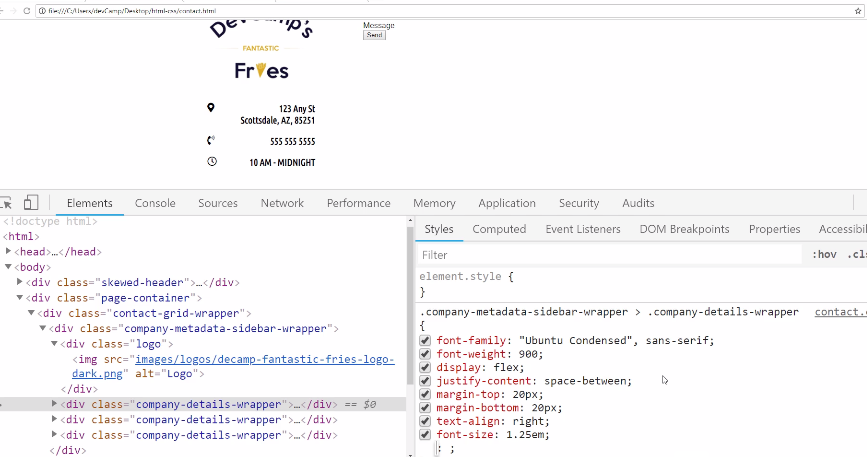 file:///C:/Users/devCamp/Desktop/html-css/contact.html
DevCamp's
FANTASTIC
Fries
Message
Send
123 Any St
Scottsdale, AZ, 85251
555 555 5555
10 AM - MIDNIGHT
Elements Console Sources Network Performance Memory Application Security Audits
<!doctype html>
<html>
<head>…</head>
<body>
<div class="skewed-header">…</div>
<div class="page-container">
<div class="contact-grid-wrapper">
<div class="company-metadata-sidebar-wrapper">
<div class="logo">
<img src="images/logos/decamp-fantastic-fries-logo-
dark.png" alt="Logo">
</div>
<div class="company-details-wrapper">…</div> == $0
<div class="company-details-wrapper">…</div>
<div class="company-details-wrapper">…</div>
</div>
Styles Computed Event Listeners DOM Breakpoints Properties Accessibil
Filter :hov .cls
element.style {
}
.company-metadata-sidebar-wrapper > .company-details-wrapper contact.
{
font-family: "Ubuntu Condensed", sans-serif;
font-weight: 900;
display: flex;
justify-content: space-between;
margin-top: 20px;
margin-bottom: 20px;
text-align: right;
font-size: 1.25em;
: ;